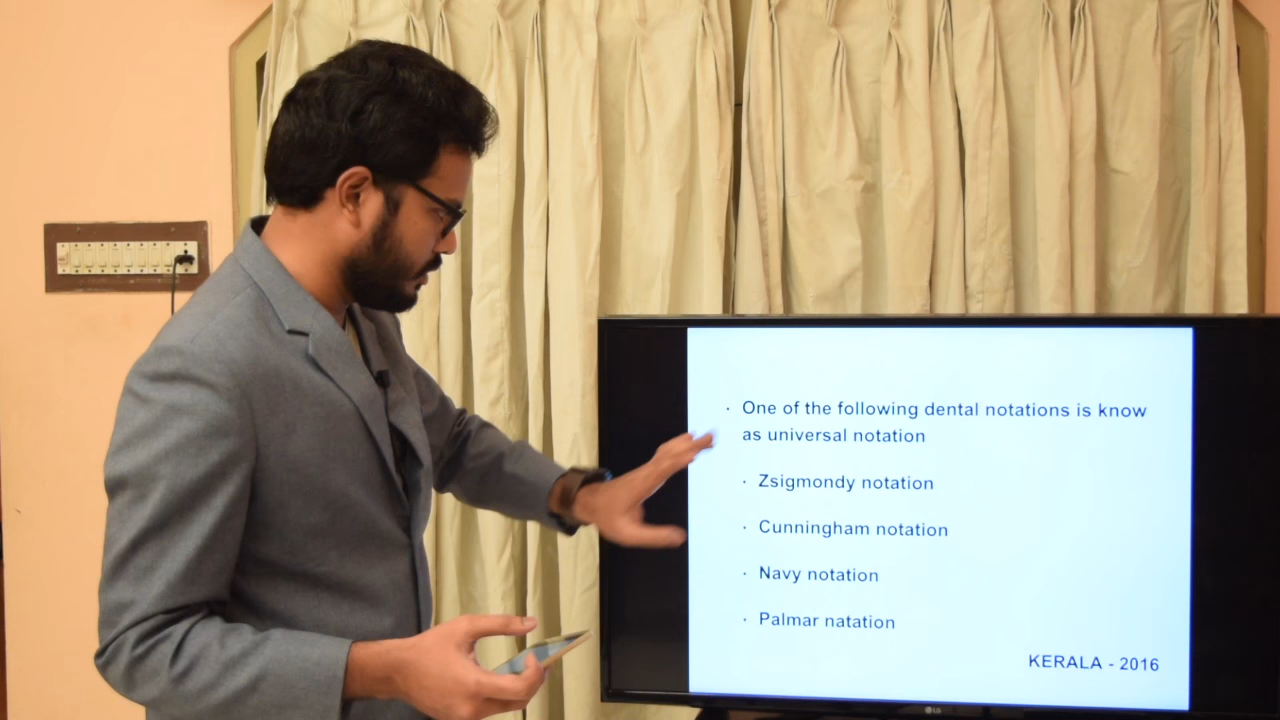 · One of the following dental notations is know
as universal notation
· Zsigmondy notation
· Cunningham notation
· Navy notation
· Palmar natation
KERALA - 2016
LG